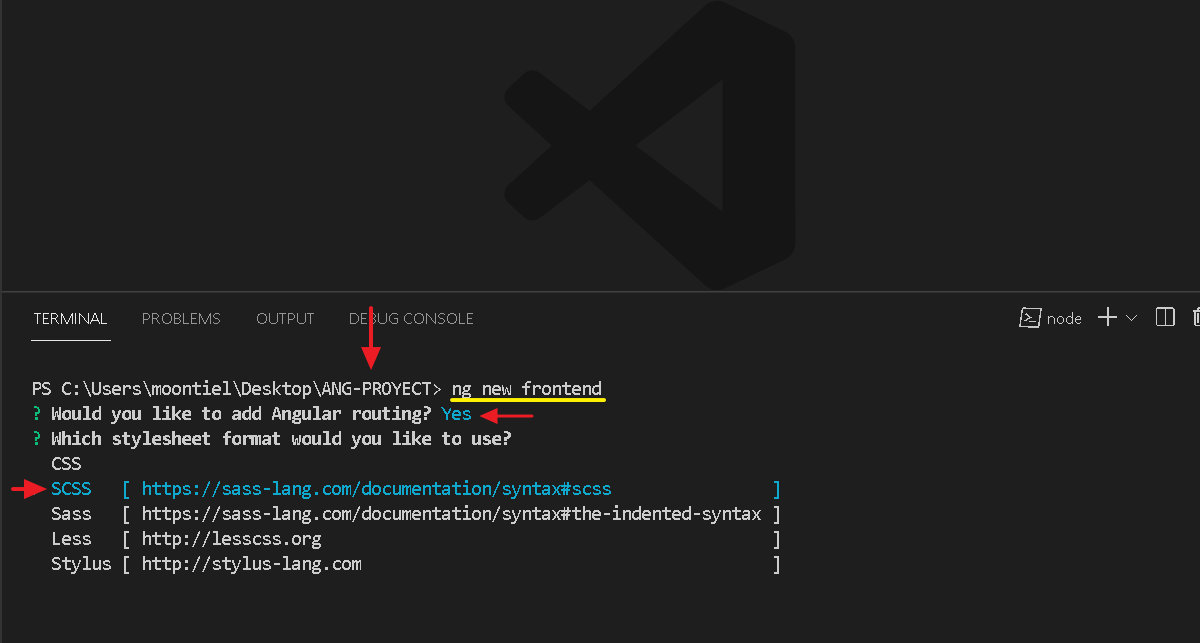 TERMINAL PROBLEMS OUTPUT DEBUG CONSOLE node
PS C:\Users\moontiel\Desktop\ANG-PROYECT> ng new frontend
? Would you like to add Angular routing? Yes
? Which stylesheet format would you like to use?
CSS
SCSS [ https://sass-lang.com/documentation/syntax#scss ]
Sass [ https://sass-lang.com/documentation/syntax#the-indented-syntax ]
Less [ http://lesscss.org ]
Stylus [ http://stylus-lang.com ]